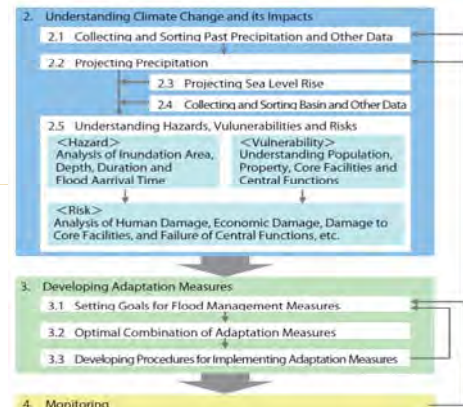 2. Understanding Climate Change and its Impacts
2.1 Collecting and Sorting Past Precipitation and Other Data
2.2 Projecting Precipitation
2.3 Projecting Sea Level Rise
2.4 Collecting and Sorting Basin and Other Data
2.5 Understanding Hazards, Vulunerabilities and Risks
<Hazard>
Analysis of Inundation Area,
Depth, Duration and
Flood Aarrival Time
<Vulnerability>
Understanding Population,
Property, Core Facilities and
Central Functions
<Risk>
Analysis of Human Damage, Economic Damage, Damage to
Core Facilities, and Failure of Central Functions, etc.
3. Developing Adaptation Measures
3.1 Setting Goals for Flood Management Measures
3.2 Optimal Combination of Adaptation Measures
3.3 Developing Procedures for Implementing Adaptation Measures
4. Monitoring